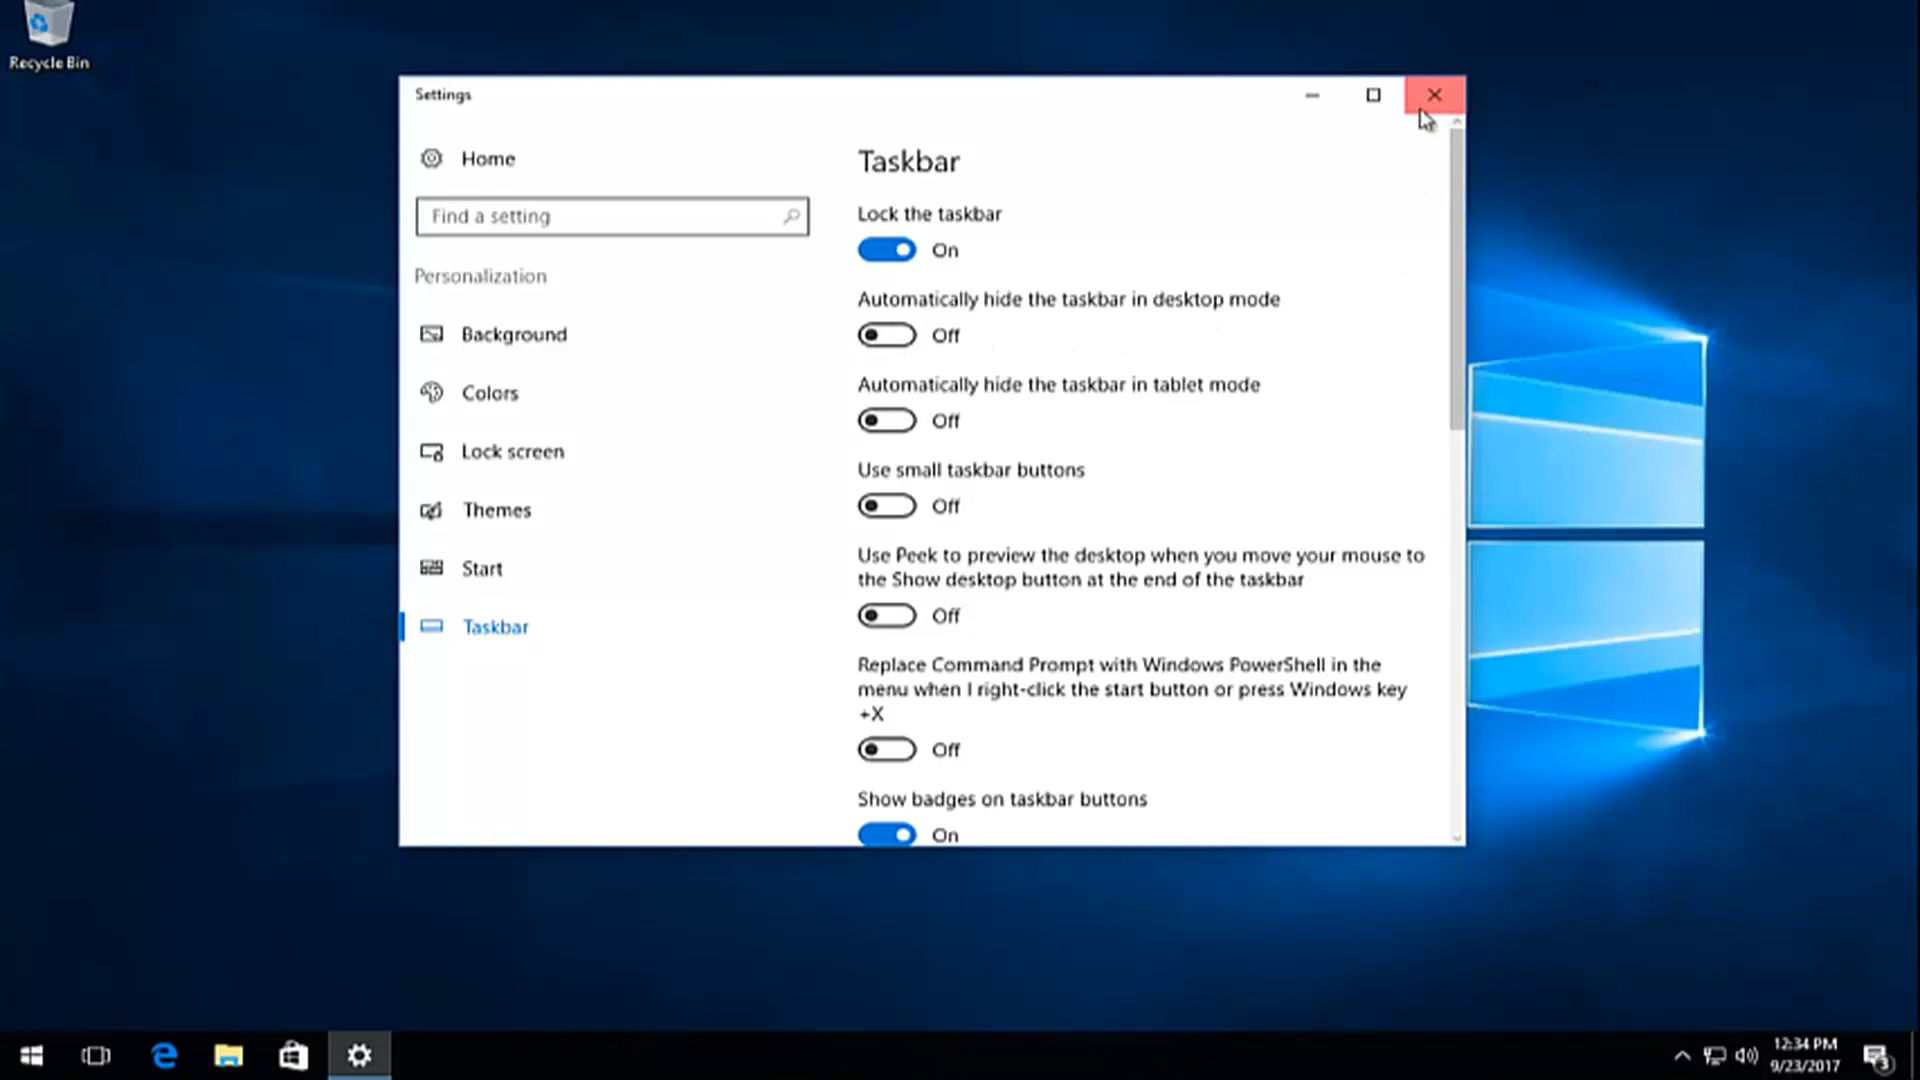 Recycle Bin
Settings
Home
Find a setting
Personalization
Background
Colors
Lock screen
Themes
Start
Taskbar
Taskbar
Lock the taskbar
On
Automatically hide the taskbar in desktop mode
Off
Automatically hide the taskbar in tablet mode
Off
Use small taskbar buttons
Off
Use Peek to preview the desktop when you move your mouse to
the Show desktop button at the end of the taskbar
Off
Replace Command Prompt with Windows PowerShell in the
menu when I right-click the start button or press Windows key
+X
Off
Show badges on taskbar buttons
On
12:34 PM
9/23/2017
3